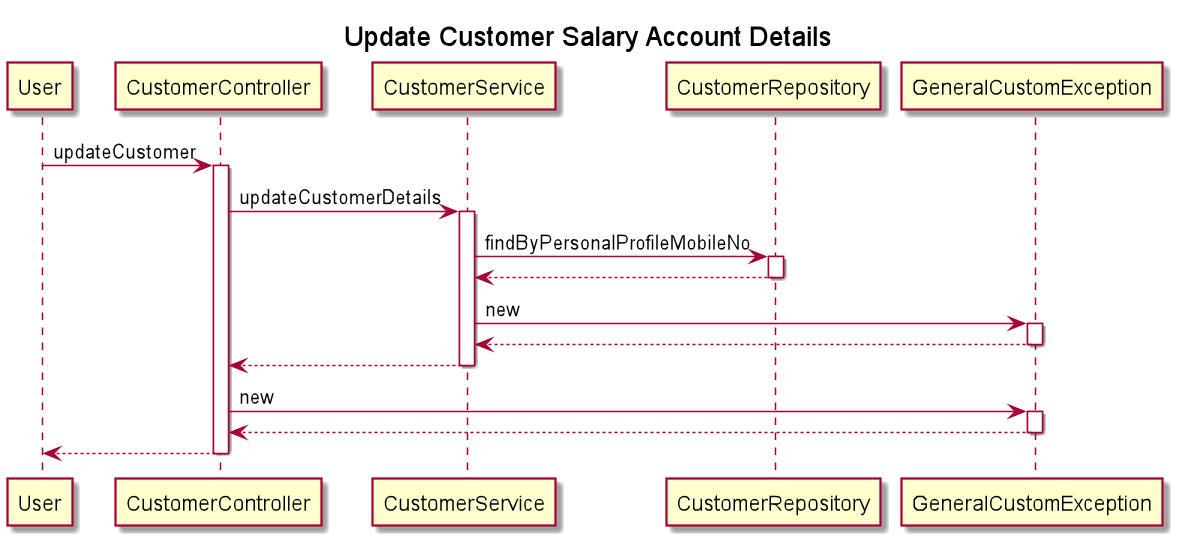 Update Customer Salary Account Details
User
CustomerController
CustomerService
CustomerRepository
GeneralCustomException
updateCustomer
updateCustomerDetails
findByPersonalProfileMobileNo
new
new
User
CustomerController
CustomerService
CustomerRepository
GeneralCustomException